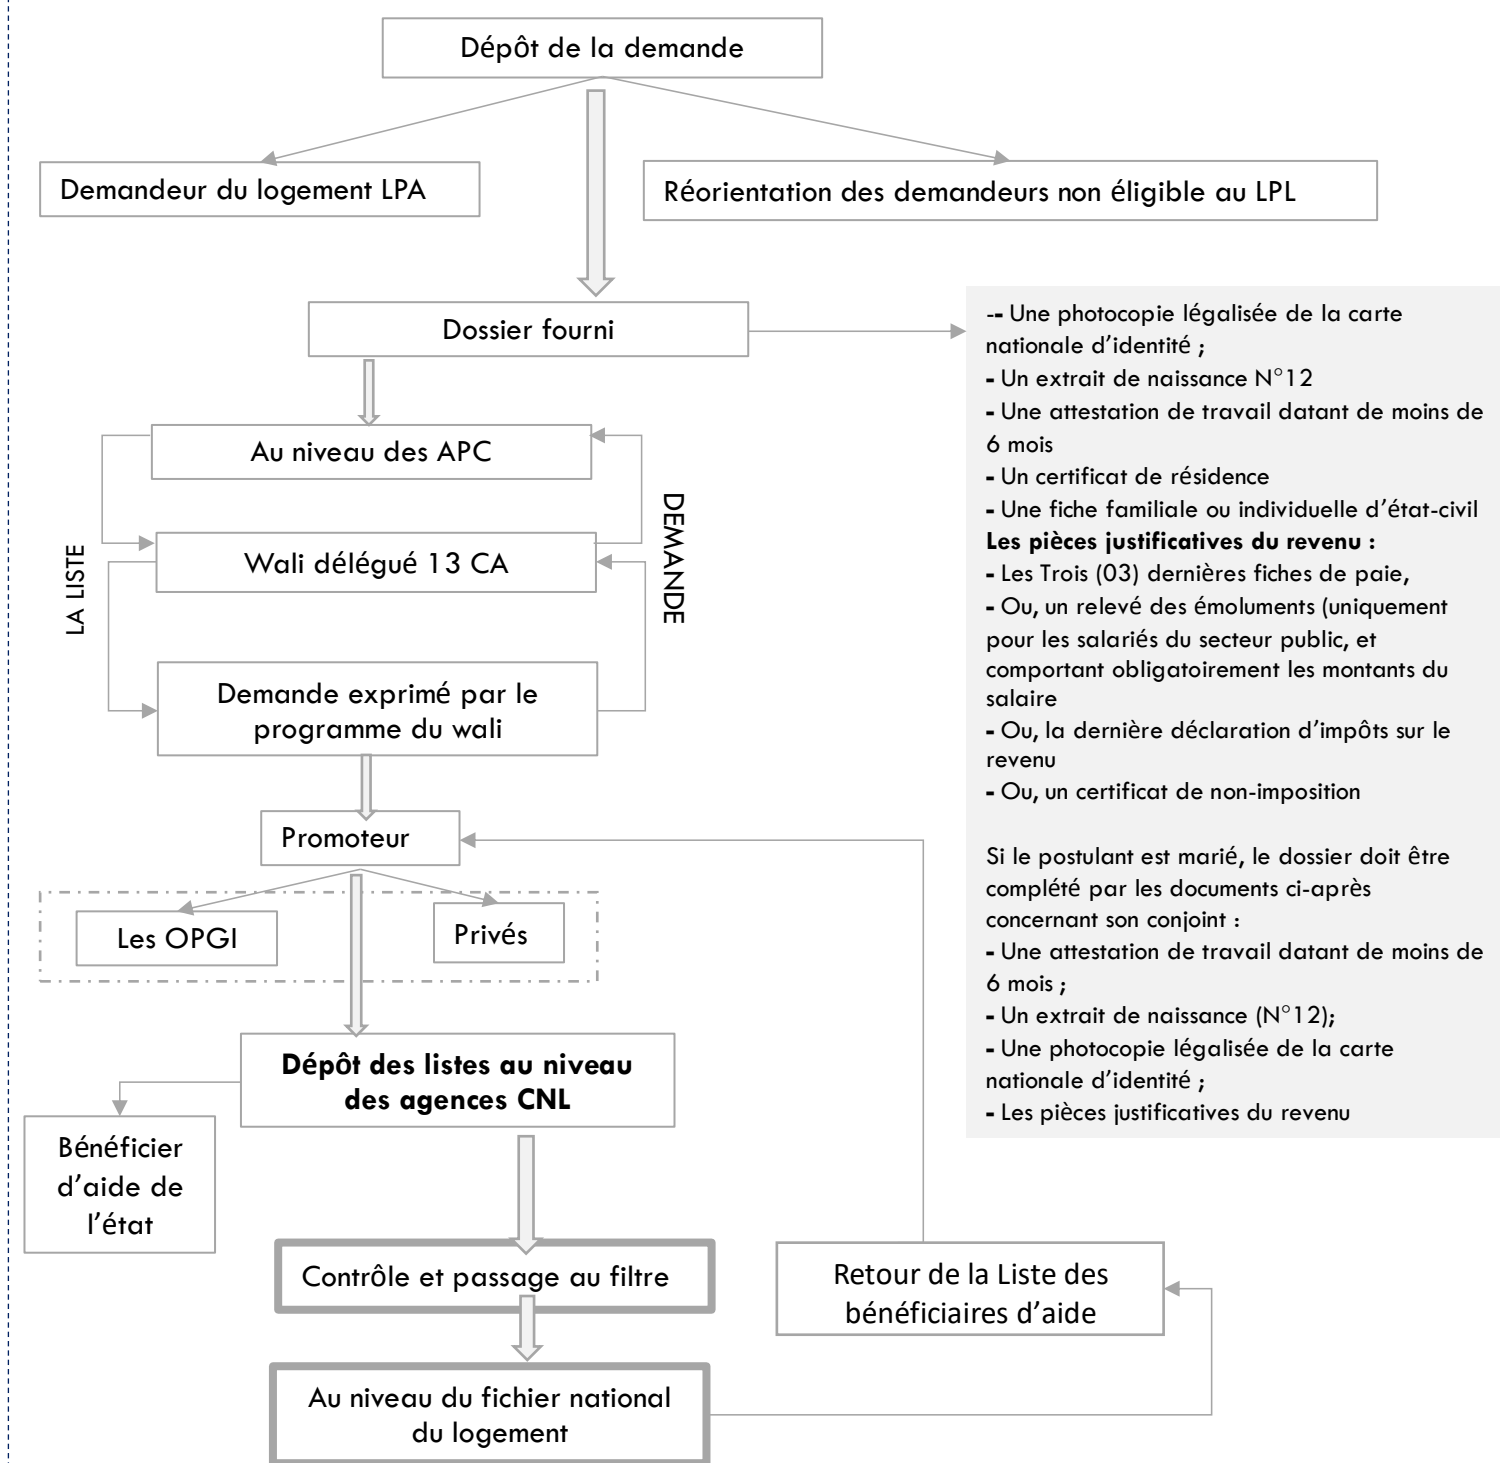 Dépôt de la demande
Demandeur du logement LPA
Réorientation des demandeurs non éligible au LPL
Dossier fourni
-- Une photocopie légalisée de la carte
nationale d'identité ;
- Un extrait de naissance N°12
- Une attestation de travail datant de moins de
6 mois
- Un certificat de résidence
- Une fiche familiale ou individuelle d'état-civil
Les pièces justificatives du revenu :
- Les Trois (03) dernières fiches de paie,
- Ou, un relevé des émoluments (uniquement
pour les salariés du secteur public, et
comportant obligatoirement les montants du
salaire
- Ou, la dernière déclaration d'impôts sur le
revenu
- Ou, un certificat de non-imposition
Si le postulant est marié, le dossier doit être
complété par les documents ci-après
concernant son conjoint :
- Une attestation de travail datant de moins de
6 mois ;
- Un extrait de naissance (N°12);
- Une photocopie légalisée de la carte
nationale d'identité ;
- Les pièces justificatives du revenu
Au niveau des APC
LA LISTE
DEMANDE
Wali délégué 13 CA
Demande exprimé par le
programme du wali
Promoteur
Les OPGI
Privés
Dépôt des listes au niveau
des agences CNL
Bénéficier
d'aide de
l'état
Contrôle et passage au filtre
Retour de la Liste des
bénéficiaires d'aide
Au niveau du fichier national
du logement